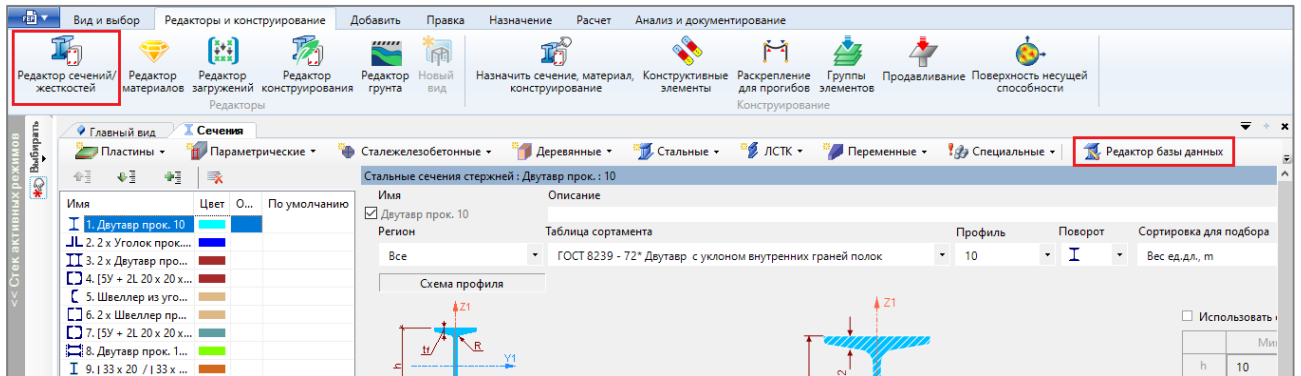 Вид и выбор Редакторы и конструирование Добавить Правка Назначение Расчет Анализ и документирование
Редактор сечений/ жесткостей
Редактор материалов
Редактор загружений
Редактор конструирования
Редактор грунта
Новый вид
Назначить сечение, материал, конструирование
Конструктивные элементы
Раскрепление для прогибов
Группы элементов
Продавливание
Поверхность несущей способности
Редакторы
Конструирование
<< Стек активных режимов
Выбирать
Главный вид Сечения
Пластины Параметрические Сталежелезобетонные Деревянные Стальные ЛСТК Переменные Специальные Редактор базы данных
Имя Цвет О... По умолчанию
1. Двутавр прок. 10
2. 2 x Уголок прок....
3. 2 x Двутавр про...
4. [5У + 2L 20 x 20 x...
5. Швеллер из уго...
6. 2 x Швеллер пр...
7. [5У + 2L 20 x 20 x...
8. Двутавр прок. 1...
9. | 33 x 20 / | 33 x ...
Стальные сечения стержней : Двутавр прок. : 10
Имя Описание
Двутавр прок. 10
Регион Таблица сортамента Профиль Поворот Сортировка для подбора
Все ГОСТ 8239 - 72* Двутавр с уклоном внутренних граней полок 10 Вес ед.дл., m
Схема профиля
Z1
tf
R
Y1
h
Z1
2
Использовать
h 10